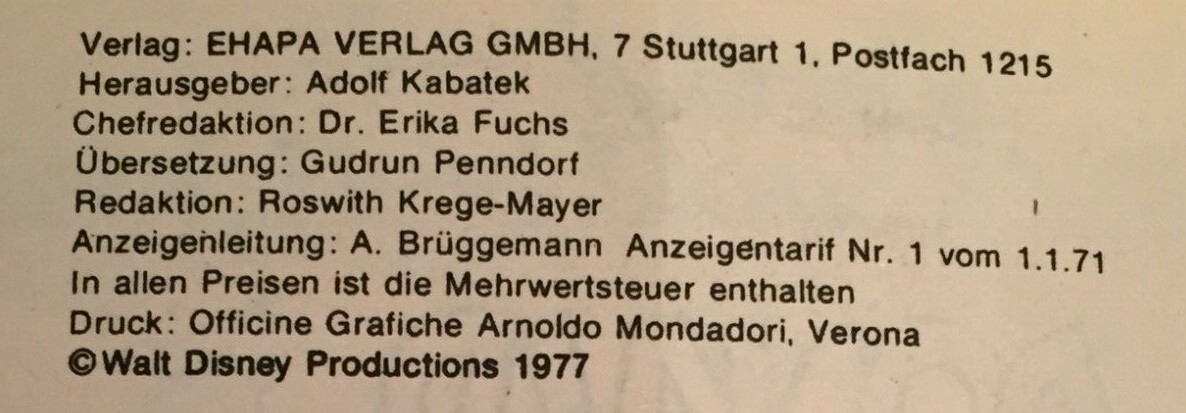 Verlag: EHAPA VERLAG GMBH, 7 Stuttgart 1, Postfach 1215
Herausgeber: Adolf Kabatek
Chefredaktion: Dr. Erika Fuchs
Übersetzung: Gudrun Penndorf
Redaktion: Roswith Krege-Mayer
Anzeigenleitung: A. Brüggemann Anzeigentarif Nr. 1 vom 1.1.71
In allen Preisen ist die Mehrwertsteuer enthalten
Druck: Officine Grafiche Arnoldo Mondadori, Verona
©Walt Disney Productions 1977